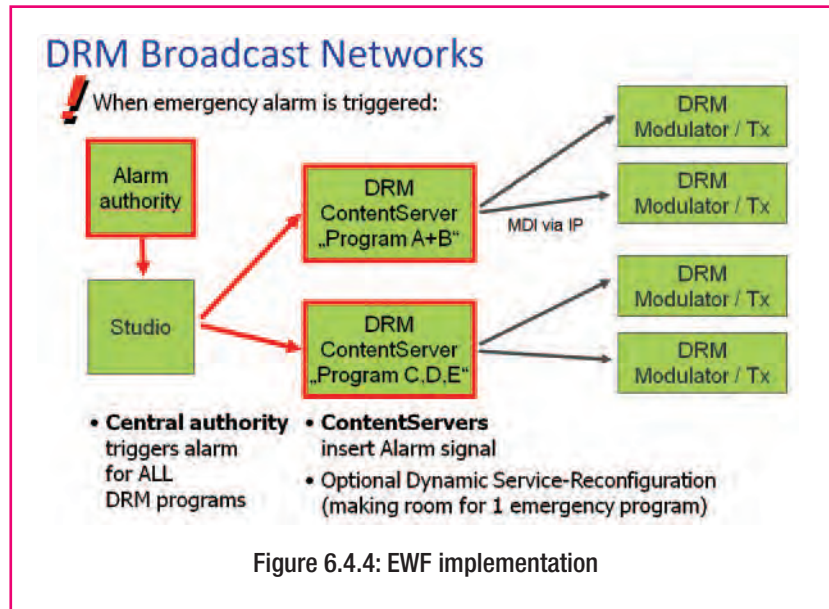 DRM Broadcast Networks
! When emergency alarm is triggered:
Alarm
authority
Studio
DRM
ContentServer
„Program A+B“
DRM
ContentServer
„Program C,D,E“
MDI via IP
DRM
Modulator / Tx
DRM
Modulator / Tx
DRM
Modulator / Tx
DRM
Modulator / Tx
• Central authority
triggers alarm
for ALL
DRM programs
• ContentServers
insert Alarm signal
• Optional Dynamic Service-Reconfiguration
(making room for 1 emergency program)
Figure 6.4.4: EWF implementation